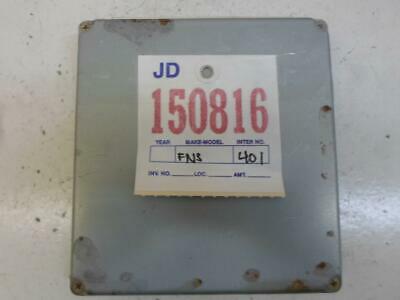 JD
150816
YEAR MAKE-MODEL INTER NO.
FNS 401
INV. NO. LOC. AMT.